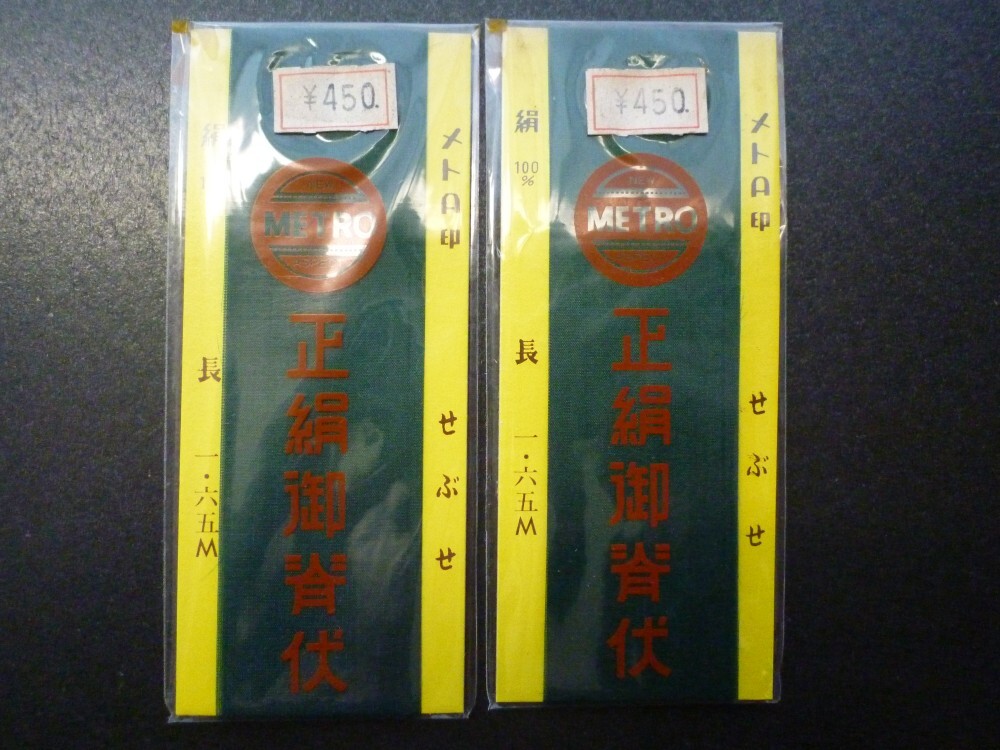 ¥450.
絹
長 一・六五M
NEW
METRO
正絹御脊伏
メトロ印 せぶせ
¥450.
絹 100% 長 一・六五M
NEW
METRO
正絹御脊伏
メトロ印 せぶせ